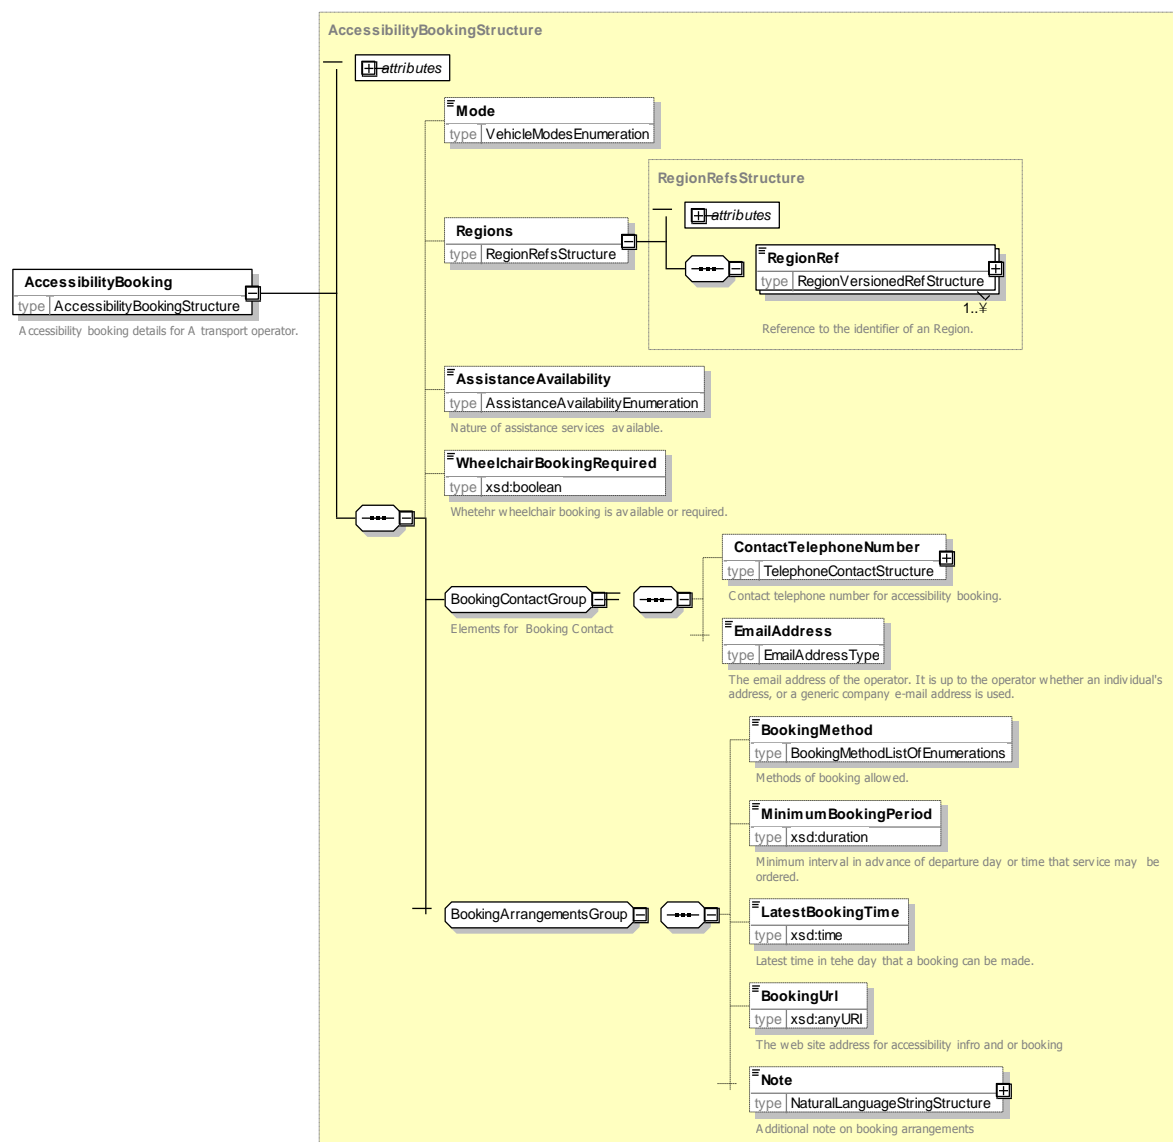 AccessibilityBookingStructure
attributes
Mode
type VehicleModesEnumeration
RegionRefsStructure
attributes
Regions
type RegionRefsStructure
RegionRef
type RegionVersionedRefStructure
1..¥
Reference to the identifier of an Region.
AccessibilityBooking
type AccessibilityBookingStructure
Accessibility booking details for A transport operator.
AssistanceAvailability
type AssistanceAvailabilityEnumeration
Nature of assistance services available.
WheelchairBookingRequired
type xsd:boolean
Whetehr wheelchair booking is available or required.
BookingContactGroup
Elements for Booking Contact
ContactTelephoneNumber
type TelephoneContactStructure
Contact telephone number for accessibility booking.
EmailAddress
type EmailAddressType
The email address of the operator. It is up to the operator whether an individual's
address, or a generic company e-mail address is used.
BookingArrangementsGroup
BookingMethod
type BookingMethodListOfEnumerations
Methods of booking allowed.
MinimumBookingPeriod
type xsd:duration
Minimum interval in advance of departure day or time that service may be
ordered.
LatestBookingTime
type xsd:time
Latest time in tehe day that a booking can be made.
BookingUrl
type xsd:anyURI
The web site address for accessibility infro and or booking
Note
type NaturalLanguageStringStructure
Additional note on booking arrangements